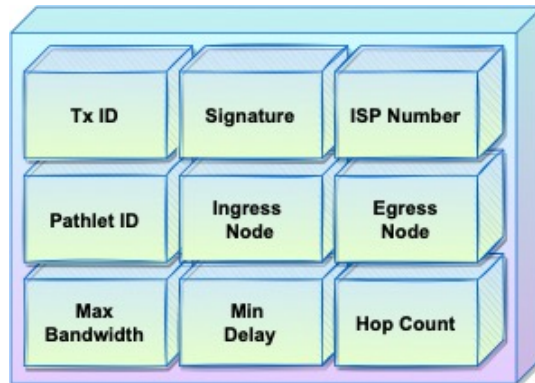 Tx ID
Signature
ISP Number
Pathlet ID
Ingress
Node
Egress
Node
Max
Bandwidth
Min
Delay
Hop Count